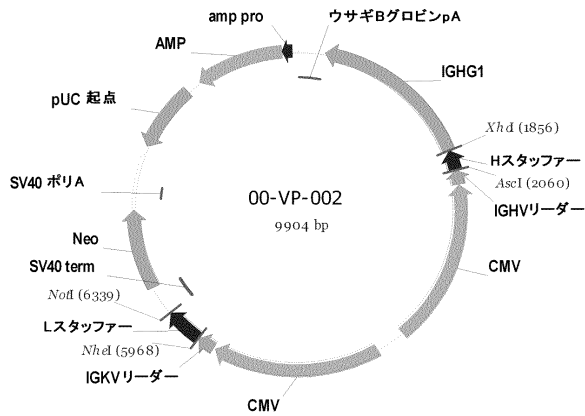 amp pro
ウサギBグロビンpA
AMP
IGHG1
pUC 起点
XhoI (1856)
Hスタッファー
AscI (2060)
IGHVリーダー
SV40 ポリA
00-VP-002
9904 bp
Neo
CMV
SV40 term
NotI (6339)
Lスタッファー
NheI (5968)
IGKVリーダー
CMV